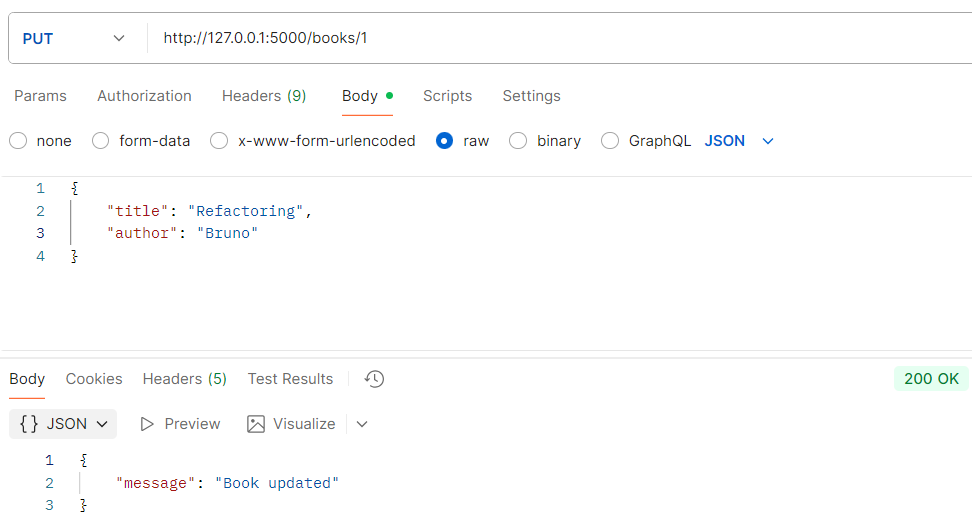 PUT http://127.0.0.1:5000/books/1
Params Authorization Headers (9) Body Scripts Settings
none form-data x-www-form-urlencoded raw binary GraphQL JSON
1 {
2 "title": "Refactoring",
3 "author": "Bruno"
4 }
Body Cookies Headers (5) Test Results 200 OK
{} JSON Preview Visualize
1 {
2 "message": "Book updated"
3 }